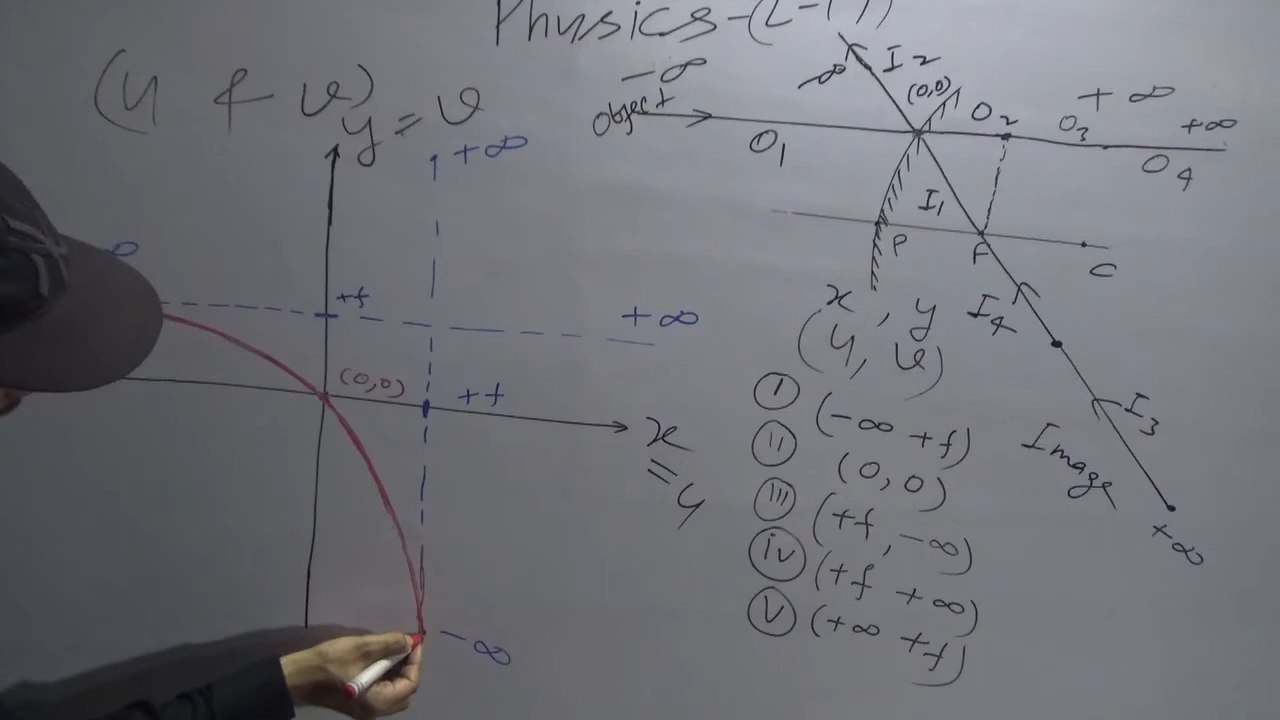 Physics-(L-11)
(u & v)
y = v
+∞
∞
+f
+∞
(0,0)
+f
x
=
u
-∞
-∞
Object
O1
-∞
I2
(0,0)
O2
+∞
O3
+∞
O4
I1
P
F
C
I4
I3
Image
+∞
x, y
(u, v)
(I) (-∞ +f)
(II) (0, 0)
(III) (+f, -∞)
(iv) (+f +∞)
(V) (+∞ +f)